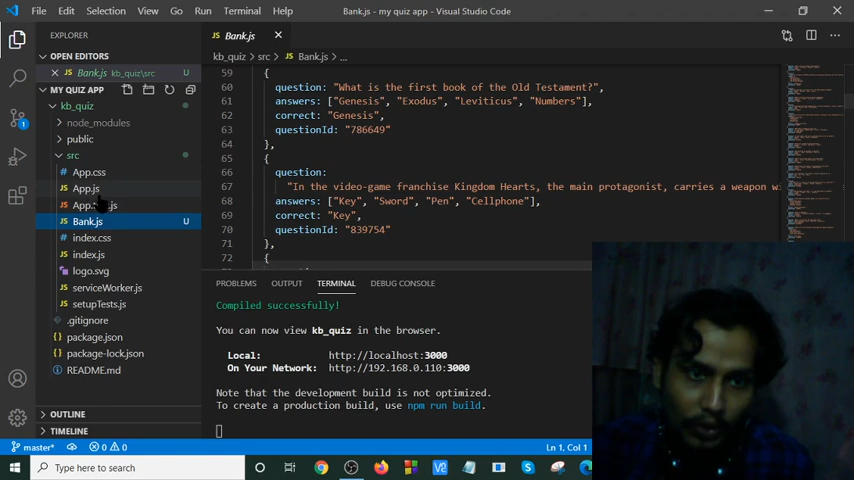 File Edit Selection View Go Run Terminal Help
Bank.js - my quiz app - Visual Studio Code
EXPLORER
OPEN EDITORS
JS Bank.js kb_quiz\src U
MY QUIZ APP
kb_quiz
node_modules
public
src
# App.css
JS App.js
JS
JS Bank.js U
# index.css
JS index.js
logo.svg
JS serviceWorker.js
JS setupTests.js
.gitignore
{} package.json
{} package-lock.json
README.md
OUTLINE
TIMELINE
JS Bank.js
kb_quiz > src > JS Bank.js > ...
59 {
60 question: "What is the first book of the Old Testament?",
61 answers: ["Genesis", "Exodus", "Leviticus", "Numbers"],
62 correct: "Genesis",
63 questionId: "786649"
64 },
65 {
66 question:
67 "In the video-game franchise Kingdom Hearts, the main protagonist, carries a weapon
68 answers: ["Key", "Sword", "Pen", "Cellphone"],
69 correct: "Key",
70 questionId: "839754"
71 },
72 {
PROBLEMS OUTPUT TERMINAL DEBUG CONSOLE
Compiled successfully!
You can now view kb_quiz in the browser.
Local: http://localhost:3000
On Your Network: http://192.168.0.110:3000
Note that the development build is not optimized.
To create a production build, use npm run build.
master* 0 0 Ln 1, Col 1
Type here to search